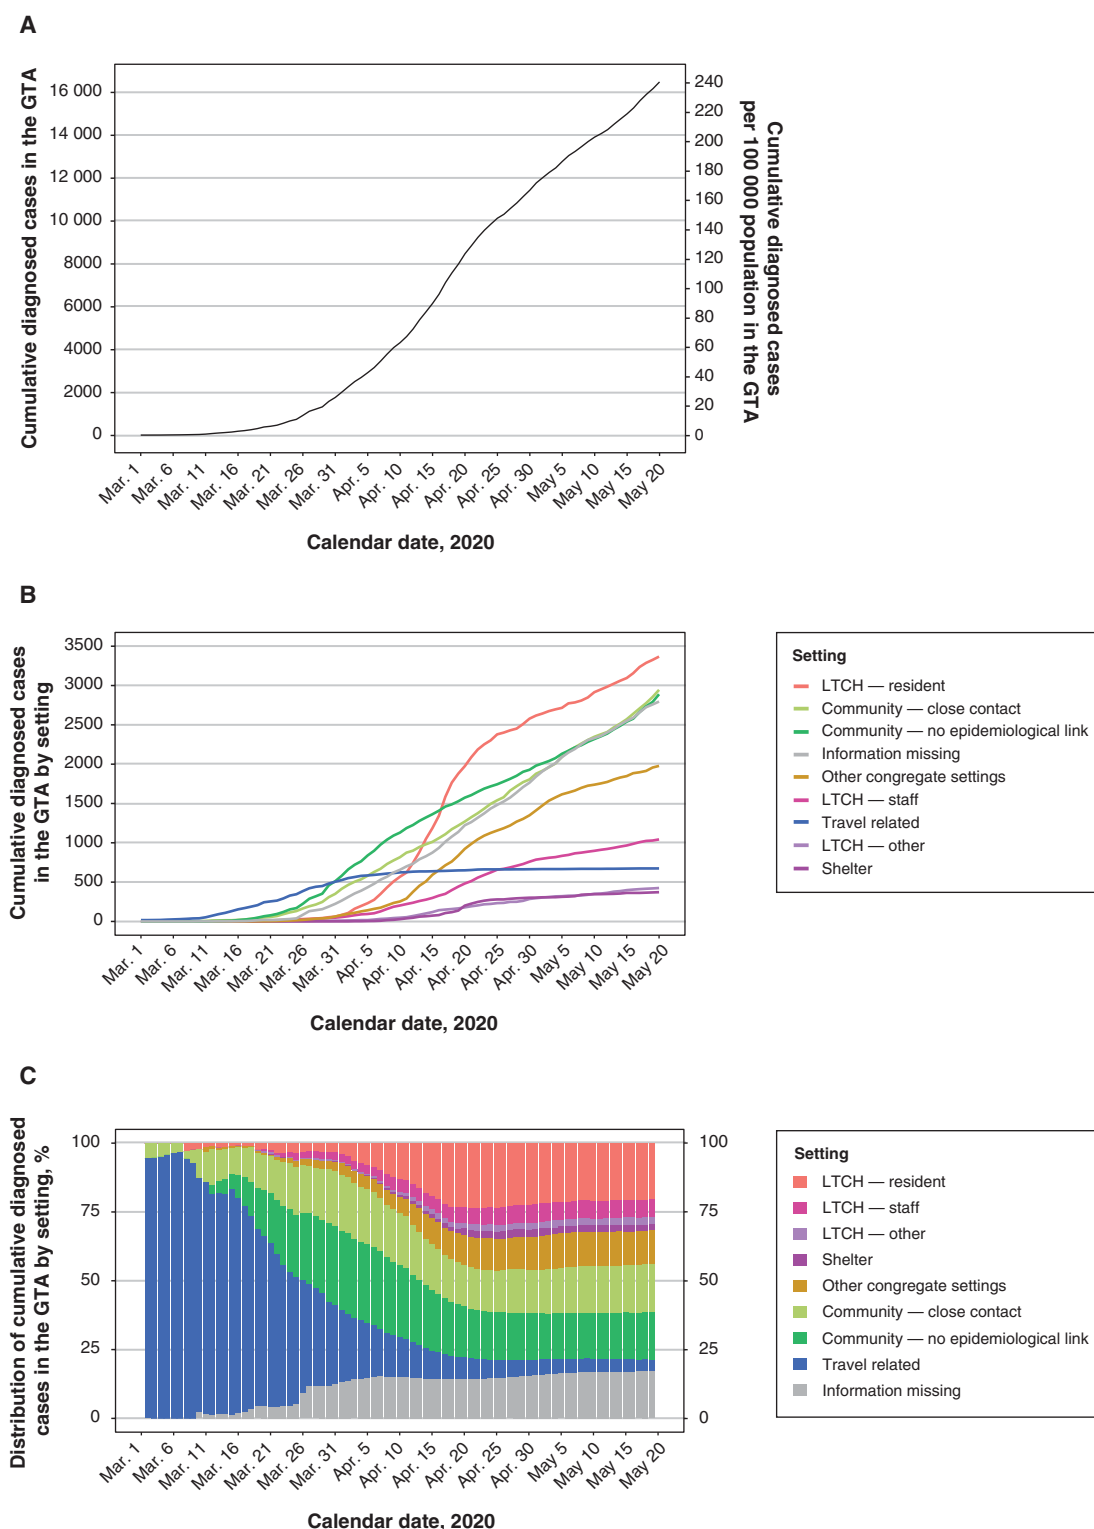 A
Cumulative diagnosed cases in the GTA
16 000
14 000
12 000
10 000
8000
6000
4000
2000
0
240
220
200
180
160
140
120
100
80
60
40
20
0
Cumulative diagnosed cases
per 100 000 population in the GTA
Mar. 1
Mar. 6
Mar. 11
Mar. 16
Mar. 21
Mar. 26
Mar. 31
Apr. 5
Apr. 10
Apr. 15
Apr. 20
Apr. 25
Apr. 30
May 5
May 10
May 15
May 20
Calendar date, 2020
B
Cumulative diagnosed cases
in the GTA by setting
3500
3000
2500
2000
1500
1000
500
0
Mar. 1
Mar. 6
Mar. 11
Mar. 16
Mar. 21
Mar. 26
Mar. 31
Apr. 5
Apr. 10
Apr. 15
Apr. 20
Apr. 25
Apr. 30
May 5
May 10
May 15
May 20
Calendar date, 2020
Setting
LTCH — resident
Community — close contact
Community — no epidemiological link
Information missing
Other congregate settings
LTCH — staff
Travel related
LTCH — other
Shelter
C
Distribution of cumulative diagnosed
cases in the GTA by setting, %
100
75
50
25
0
100
75
50
25
0
Mar. 1
Mar. 6
Mar. 11
Mar. 16
Mar. 21
Mar. 26
Mar. 31
Apr. 5
Apr. 10
Apr. 15
Apr. 20
Apr. 25
Apr. 30
May 5
May 10
May 15
May 20
Calendar date, 2020
Setting
LTCH — resident
LTCH — staff
LTCH — other
Shelter
Other congregate settings
Community — close contact
Community — no epidemiological link
Travel related
Information missing